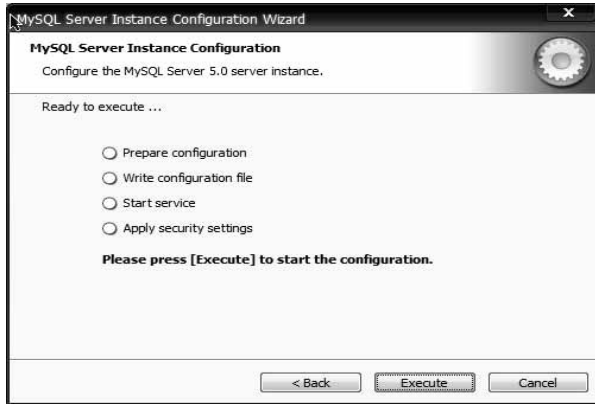 MySQL Server Instance Configuration Wizard
x
MySQL Server Instance Configuration
Configure the MySQL Server 5.0 server instance.
Ready to execute ...
Prepare configuration
Write configuration file
Start service
Apply security settings
Please press [Execute] to start the configuration.
< Back Execute Cancel